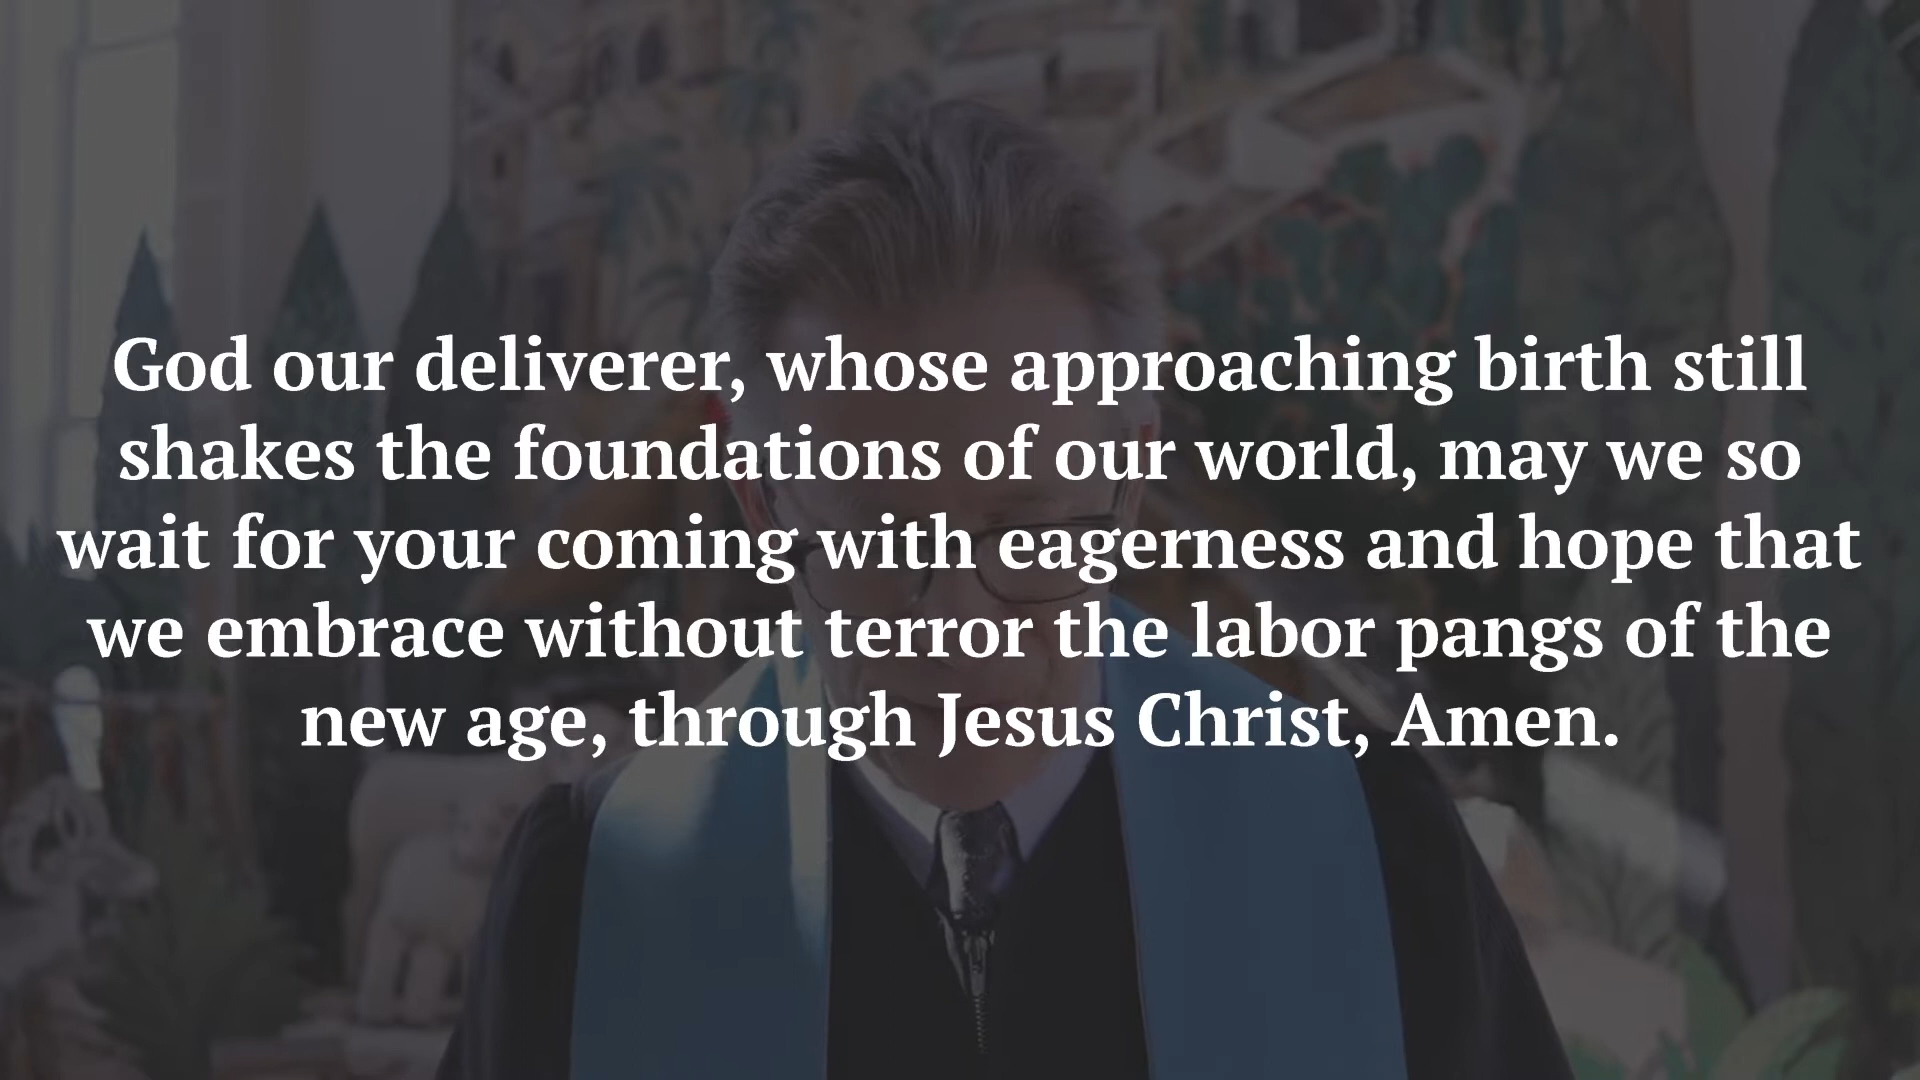 God our deliverer, whose approaching birth still
shakes the foundations of our world, may we so
wait for your coming with eagerness and hope that
we embrace without terror the labor pangs of the
new age, through Jesus Christ, Amen.